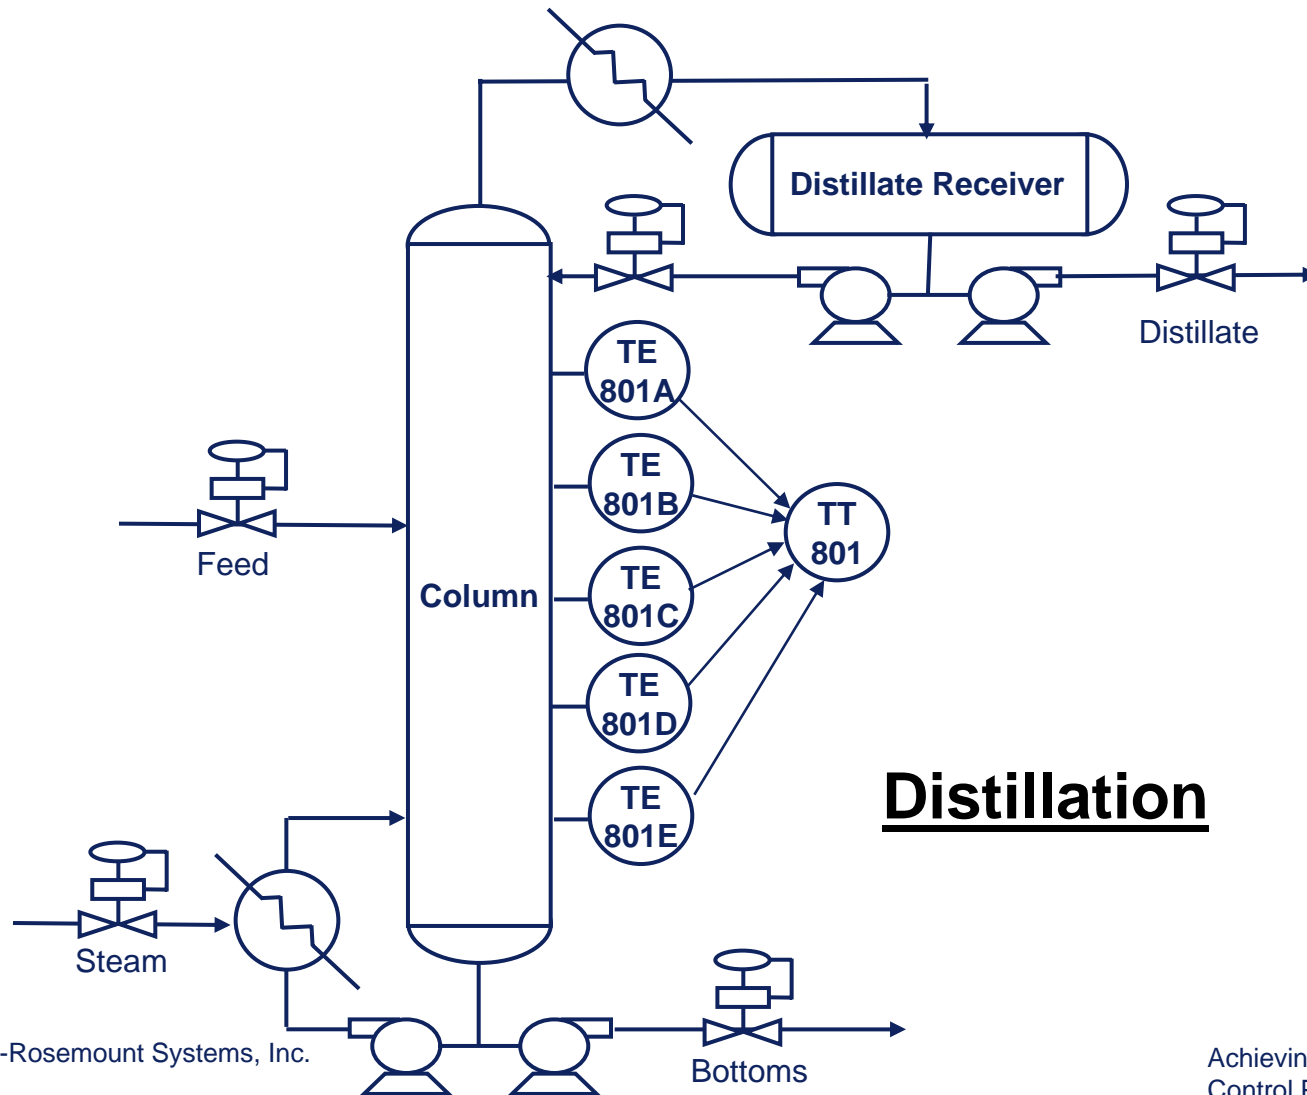 Distillate Receiver
Distillate
TE
801A
TE
801B
TT
801
Feed
TE
801C
Column
TE
801D
Distillation
TE
801E
Steam
-Rosemount Systems, Inc.
Bottoms
Achievin